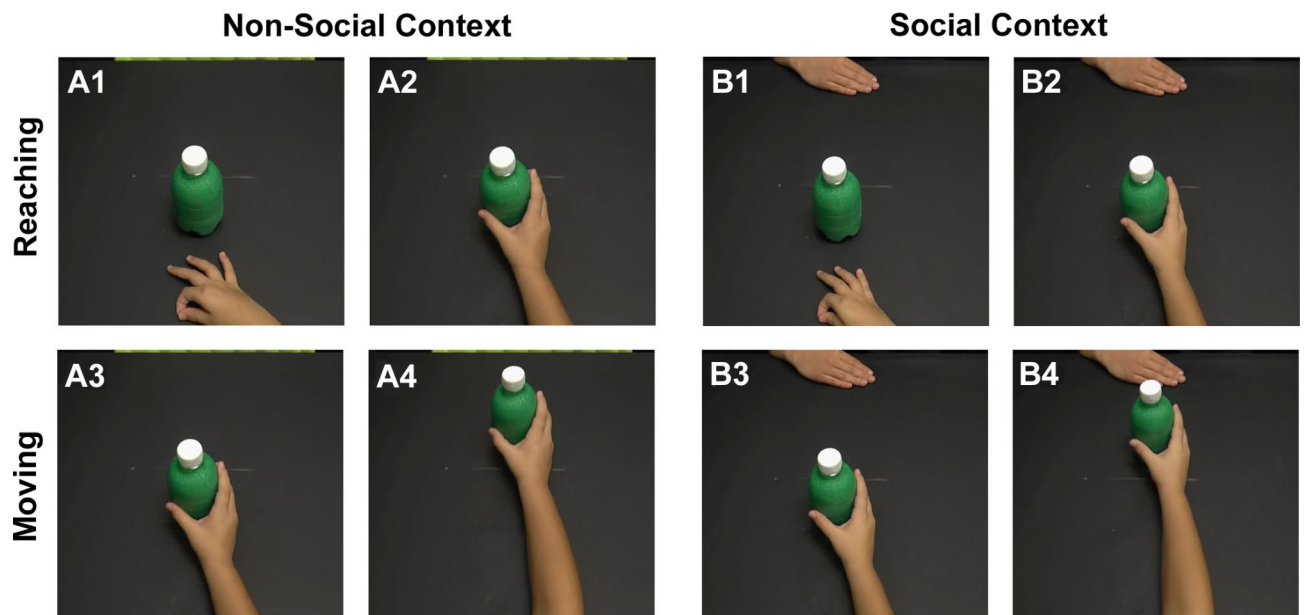 Non-Social Context
Social Context
Reaching
A1
A2
B1
B2
Moving
A3
A4
B3
B4